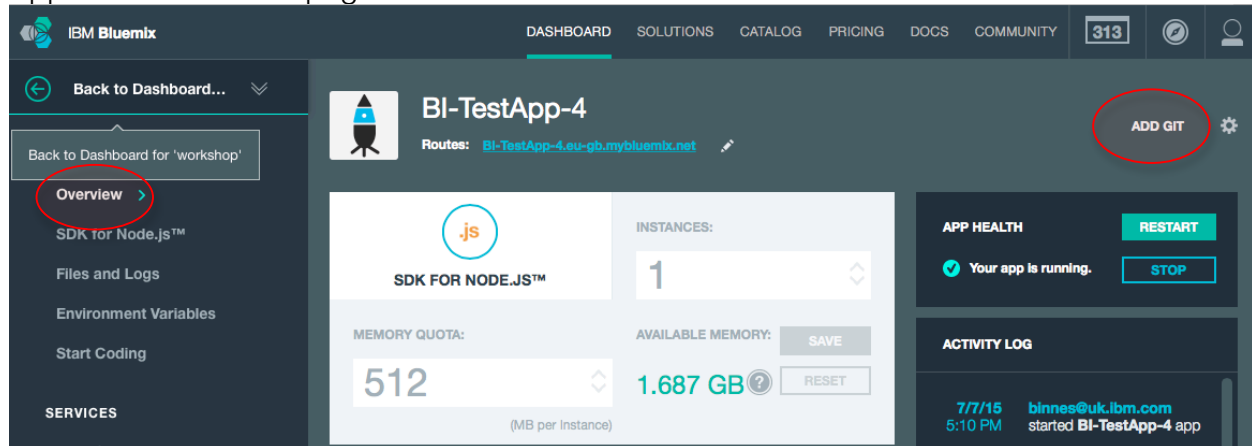 IBM Bluemix
DASHBOARD SOLUTIONS CATALOG PRICING DOCS COMMUNITY 313
Back to Dashboard...
Back to Dashboard for 'workshop'
Overview >
SDK for Node.js™
Files and Logs
Environment Variables
Start Coding
SERVICES
BI-TestApp-4
Routes: BI-TestApp-4.eu-gb.mybluemix.net
ADD GIT
.js
SDK FOR NODE.JS™
INSTANCES:
1
MEMORY QUOTA:
512
(MB per Instance)
AVAILABLE MEMORY:
1.687 GB ?
SAVE
RESET
APP HEALTH
RESTART
Your app is running.
STOP
ACTIVITY LOG
7/7/15 binnes@uk.ibm.com
5:10 PM started BI-TestApp-4 app